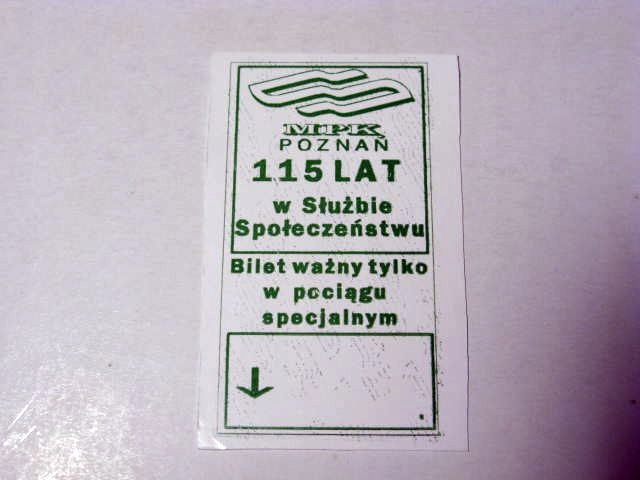 MPK
POZNAŃ
115 LAT
w Służbie
Społeczeństwu
Bilet ważny tylko
w pociągu
specjalnym